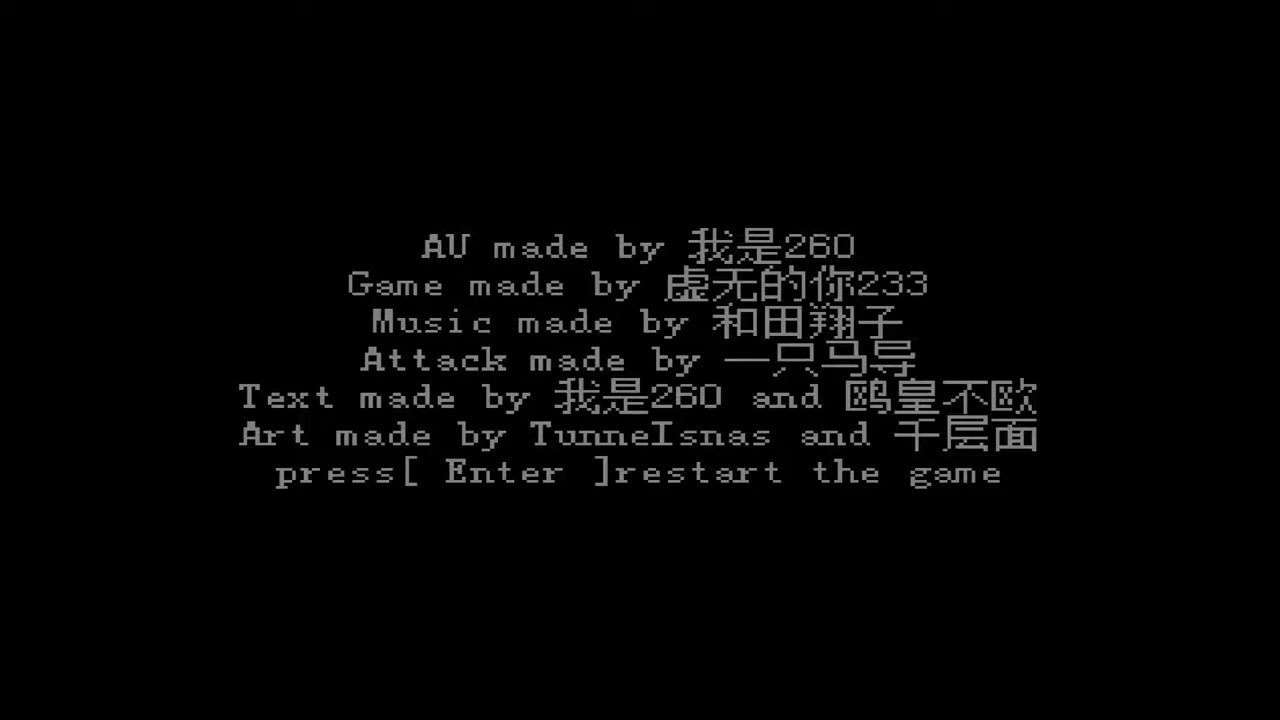 AU made by 我是260
Game made by 虚无的你233
Music made by 和田翔子
Attack made by 一只马导
Text made by 我是260 and 鸥皇不欧
Art made by TunneIsnas and 千层面
press[ Enter ]restart the game